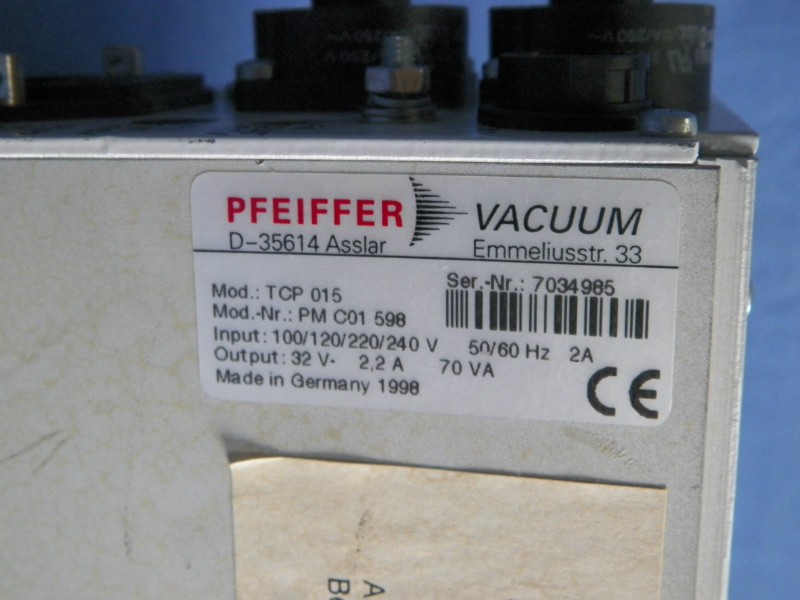 PFEIFFER VACUUM
D-35614 Asslar Emmeliusstr. 33
Mod.: TCP 015 Ser.-Nr.: 7034985
Mod.-Nr.: PM C01 598
Input: 100/120/220/240 V 50/60 Hz 2A
Output: 32 V- 2,2 A 70 VA
Made in Germany 1998
CE